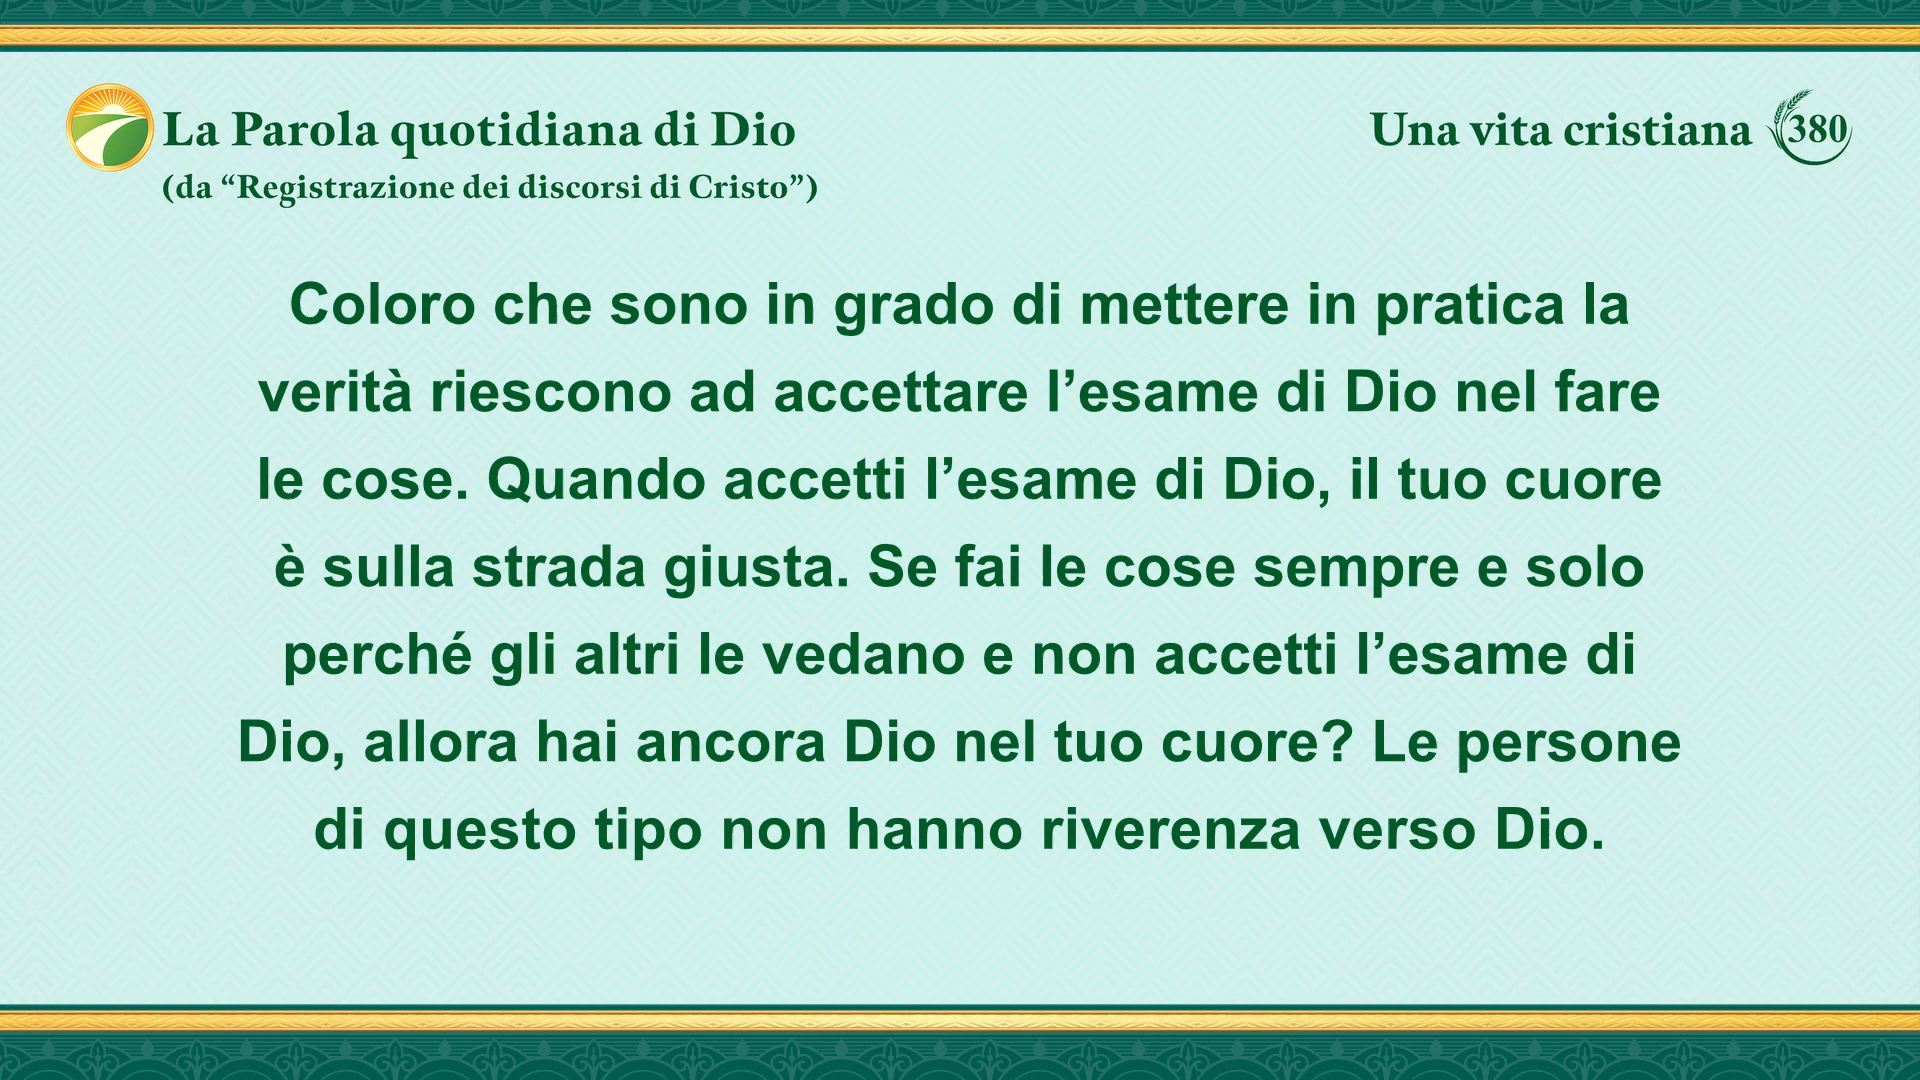 La Parola quotidiana di Dio
(da “Registrazione dei discorsi di Cristo”)
Una vita cristiana 380
Coloro che sono in grado di mettere in pratica la
verità riescono ad accettare l’esame di Dio nel fare
le cose. Quando accetti l’esame di Dio, il tuo cuore
è sulla strada giusta. Se fai le cose sempre e solo
perché gli altri le vedano e non accetti l’esame di
Dio, allora hai ancora Dio nel tuo cuore? Le persone
di questo tipo non hanno riverenza verso Dio.